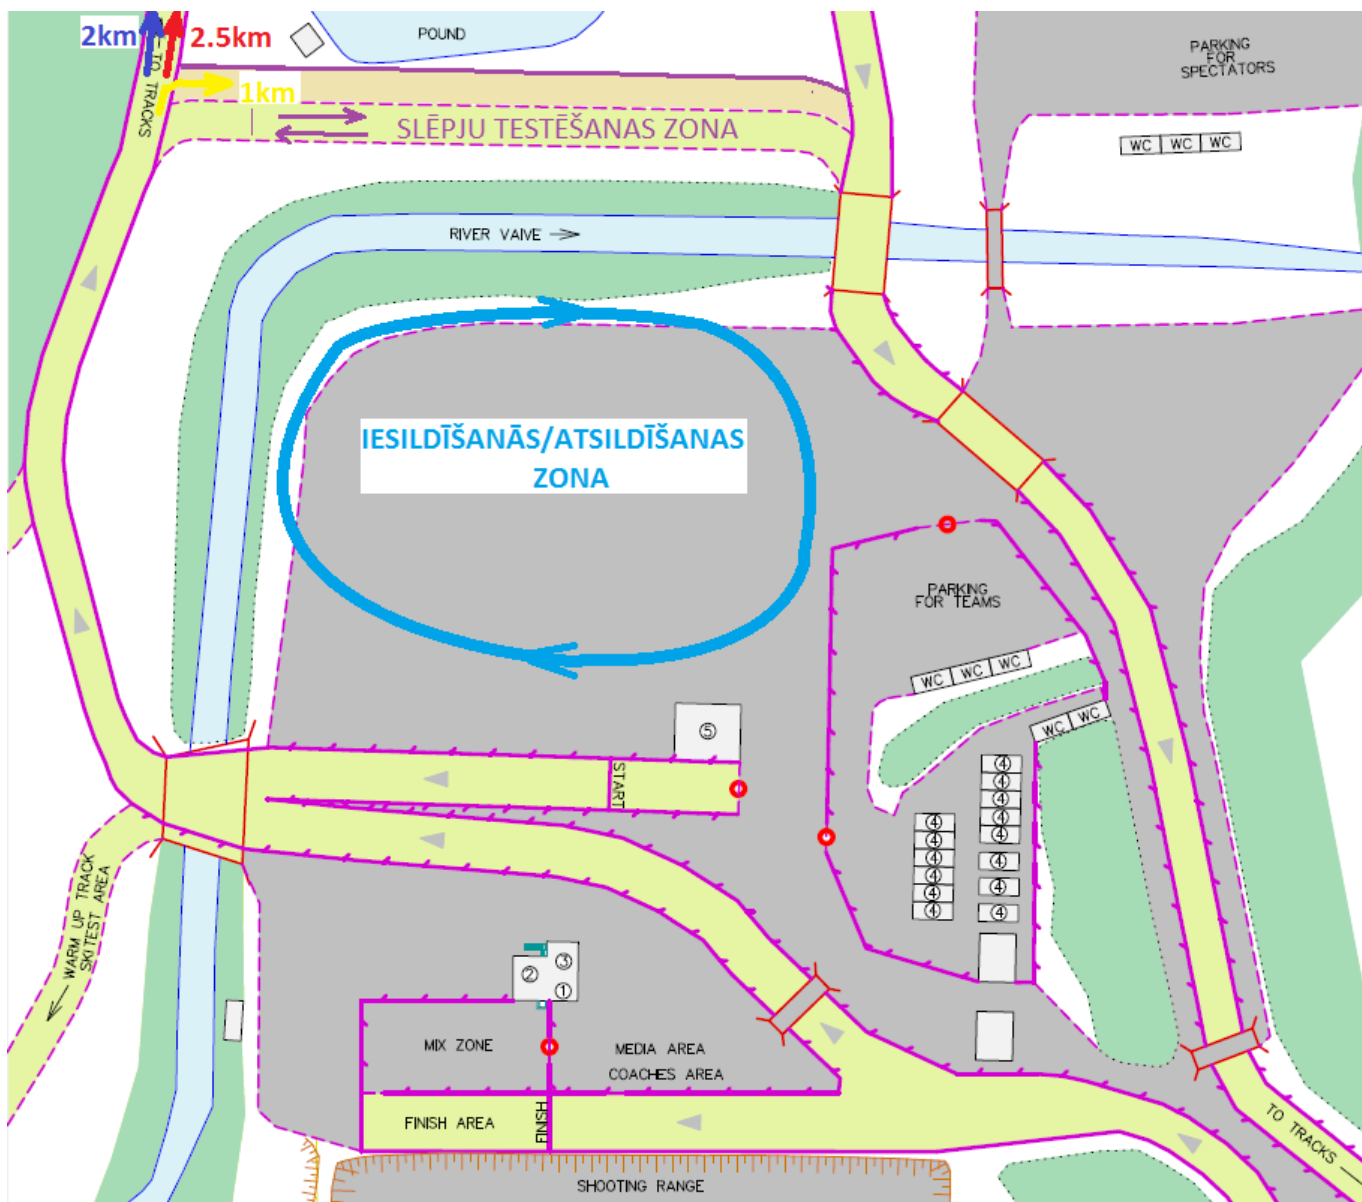 2km
2.5km
POUND
PARKING
FOR
SPECTATORS
TO TRACKS
1km
SLĒPJU TESTĒŠANAS ZONA
WC WC WC
RIVER VAIVE
IESILDĪŠANĀS/ATSILDĪŠANAS
ZONA
PARKING
FOR TEAMS
WC WC WC
WC WC
5
START
4
4
4
4
4
4
4
4
4
4
4
4
4
4
WARM UP TRACK
SKITEST AREA
3
2
1
MIX ZONE
MEDIA AREA
COACHES AREA
FINISH AREA
FINISH
TO TRACKS
SHOOTING RANGE